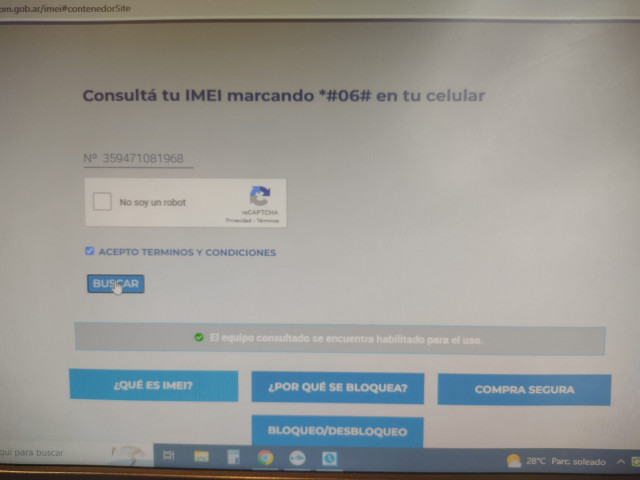 om.gob.ar/imei#contenedorSite
Consultá tu IMEI marcando *#06# en tu celular
Nº 359471081968
No soy un robot
reCAPTCHA
Privacidad - Términos
ACEPTO TERMINOS Y CONDICIONES
BUSCAR
El equipo consultado se encuentra habilitado para el uso.
¿QUÉ ES IMEI?
¿POR QUÉ SE BLOQUEA?
COMPRA SEGURA
BLOQUEO/DESBLOQUEO
quí para buscar
28°C Parc. soleado